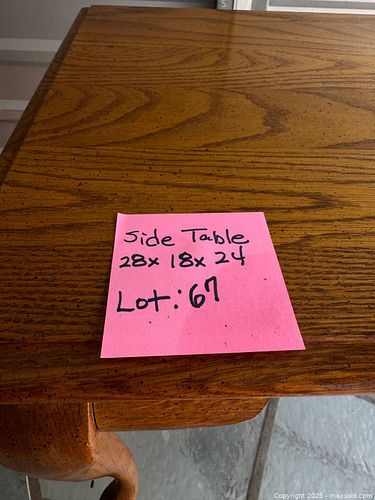 Side Table
28x 18x 24
Lot: 67
Copyright 2025 - maxsold.com